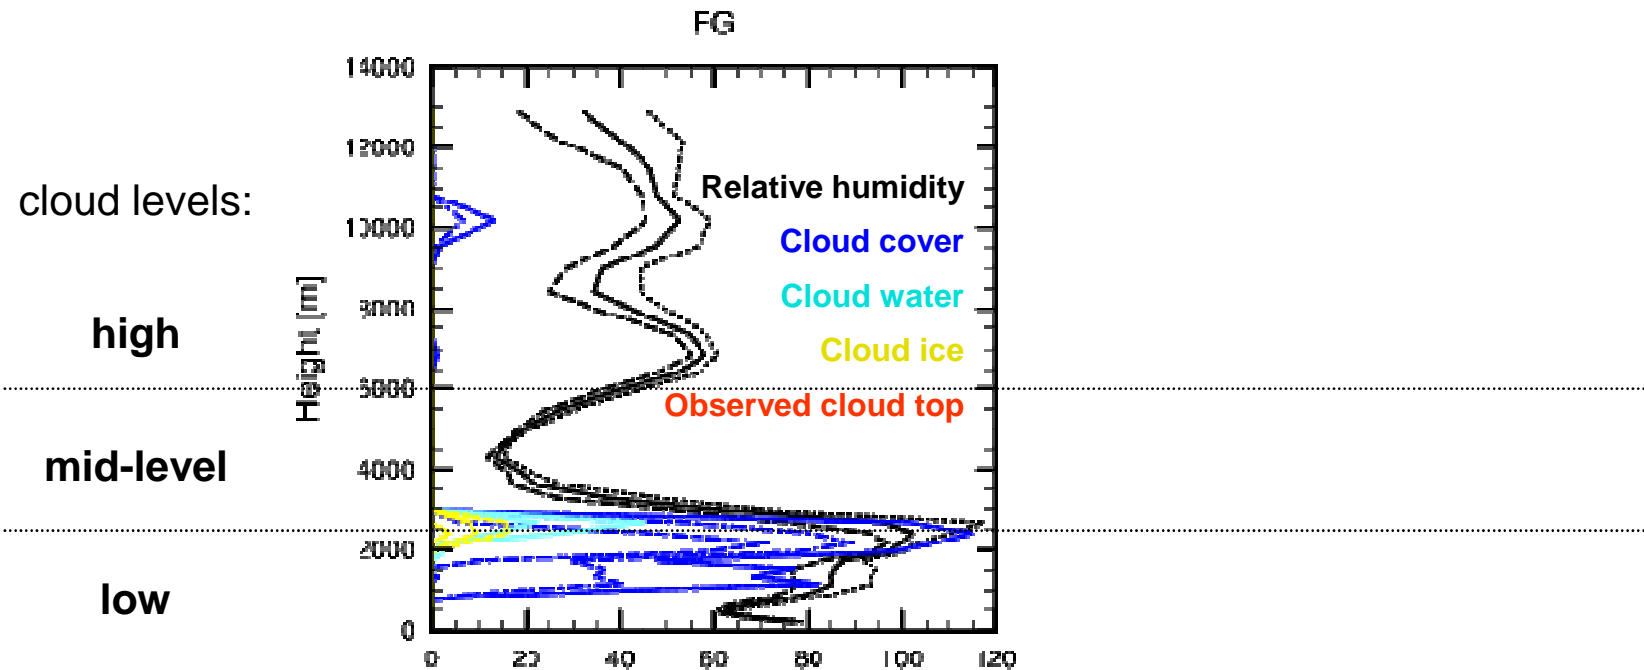 FG
14000
12000
cloud levels:
Relative humidity
10000
Cloud cover
Height [m]
8000
Cloud water
high
Cloud ice
6000
Observed cloud top
mid-level
4000
2000
low
0
0 20 40 60 80 100 120